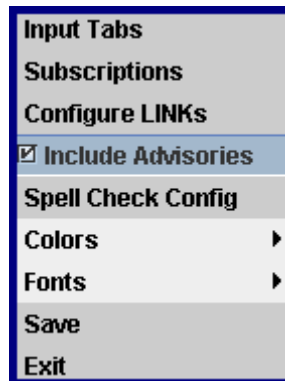 Input Tabs
Subscriptions
Configure LINKs
Include Advisories
Spell Check Config
Colors
Fonts
Save
Exit